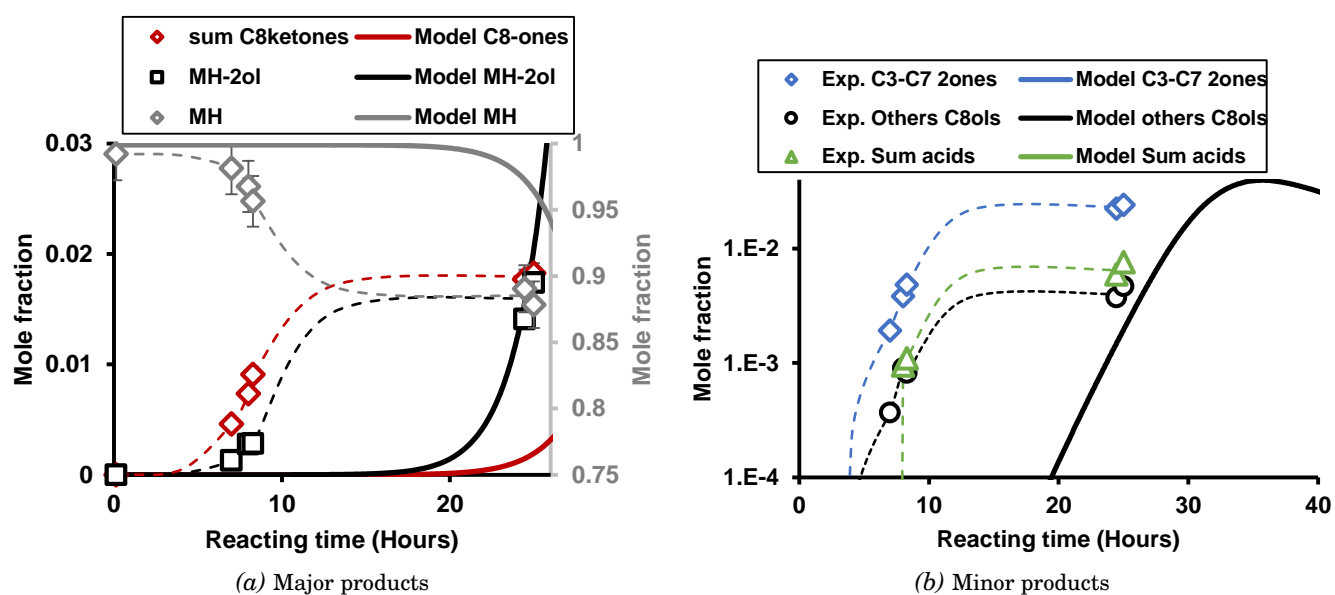 sum C8ketones Model C8-ones
MH-2ol Model MH-2ol
MH Model MH
0.03
0.02
0.01
0
Mole fraction
1
0.95
0.9
0.85
0.8
0.75
Mole fraction
0 10 20
Reacting time (Hours)
(a) Major products
Exp. C3-C7 2ones Model C3-C7 2ones
Exp. Others C8ols Model others C8ols
Exp. Sum acids Model Sum acids
1.E-2
1.E-3
1.E-4
Mole fraction
0 10 20 30 40
Reacting time (Hours)
(b) Minor products